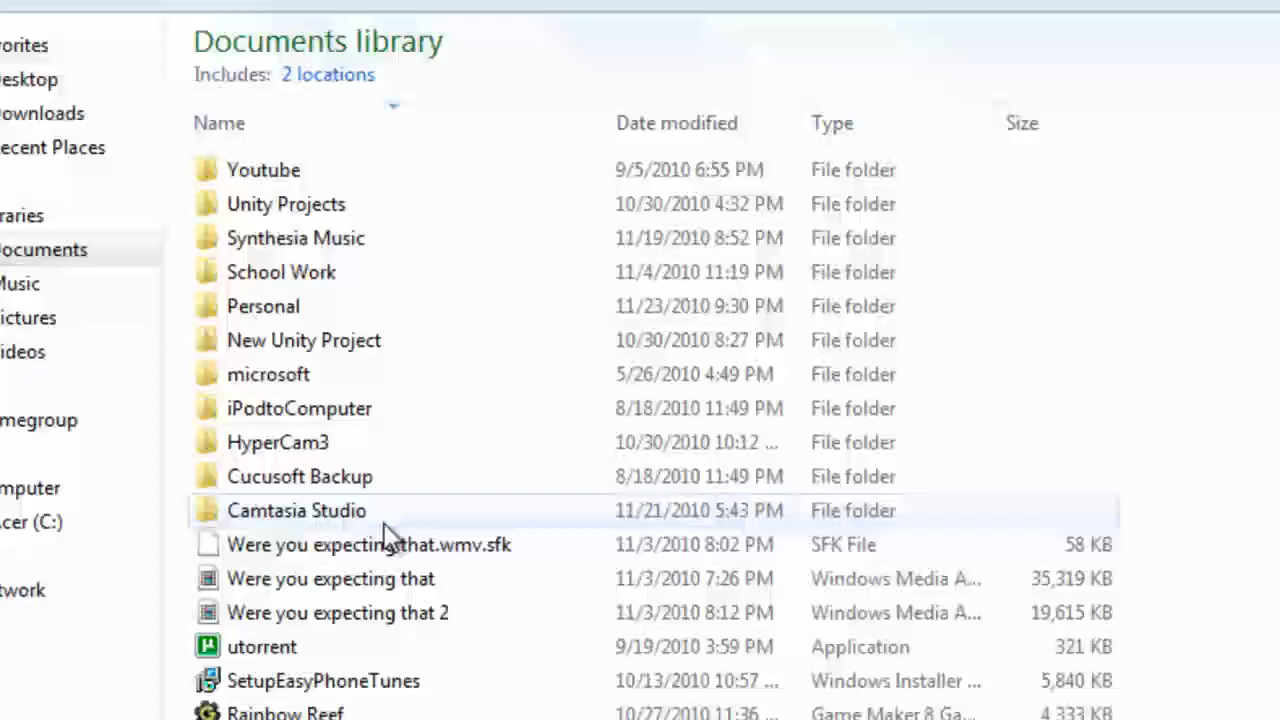 Documents library
Includes: 2 locations
Name Date modified Type Size
vorites
esktop
ownloads
ecent Places
raries
ocuments
Music
ictures
ideos
megroup
mputer
cer (C:)
twork
Youtube 9/5/2010 6:55 PM File folder
Unity Projects 10/30/2010 4:32 PM File folder
Synthesia Music 11/19/2010 8:52 PM File folder
School Work 11/4/2010 11:19 PM File folder
Personal 11/23/2010 9:30 PM File folder
New Unity Project 10/30/2010 8:27 PM File folder
microsoft 5/26/2010 4:49 PM File folder
iPodtoComputer 8/18/2010 11:49 PM File folder
HyperCam3 10/30/2010 10:12 ... File folder
Cucusoft Backup 8/18/2010 11:49 PM File folder
Camtasia Studio 11/21/2010 5:43 PM File folder
Were you expecting that.wmv.sfk 11/3/2010 8:02 PM SFK File 58 KB
Were you expecting that 11/3/2010 7:26 PM Windows Media A... 35,319 KB
Were you expecting that 2 11/3/2010 8:12 PM Windows Media A... 19,615 KB
utorrent 9/19/2010 3:59 PM Application 321 KB
SetupEasyPhoneTunes 10/13/2010 10:57 ... Windows Installer ... 5,840 KB
Rainbow Reef 10/27/2010 11:36 ... Game Maker 8 Ga... 4,333 KB